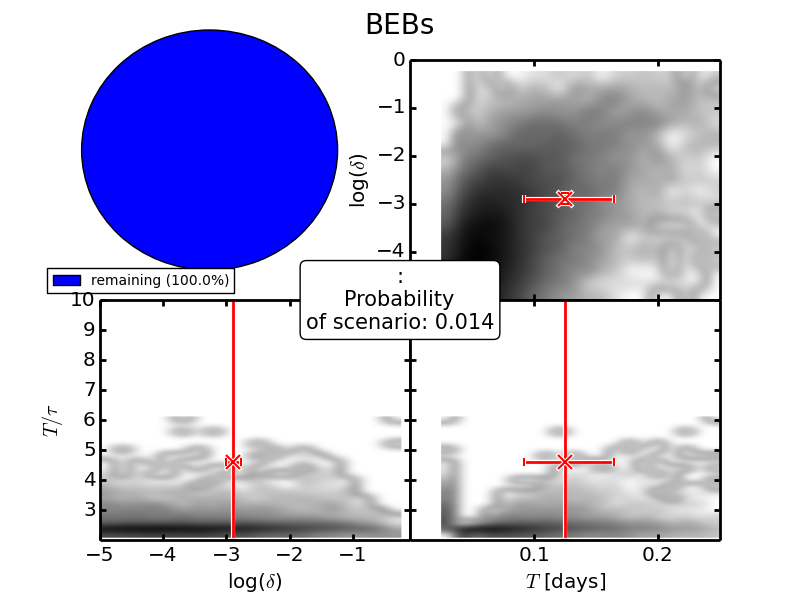 BEBs
0
−1
−2
−3
−4
log(δ)
remaining (100.0%)
:
Probability
of scenario: 0.014
10
9
8
7
6
5
4
3
T/τ
−5 −4 −3 −2 −1
log(δ)
0.1 0.2
T [days]